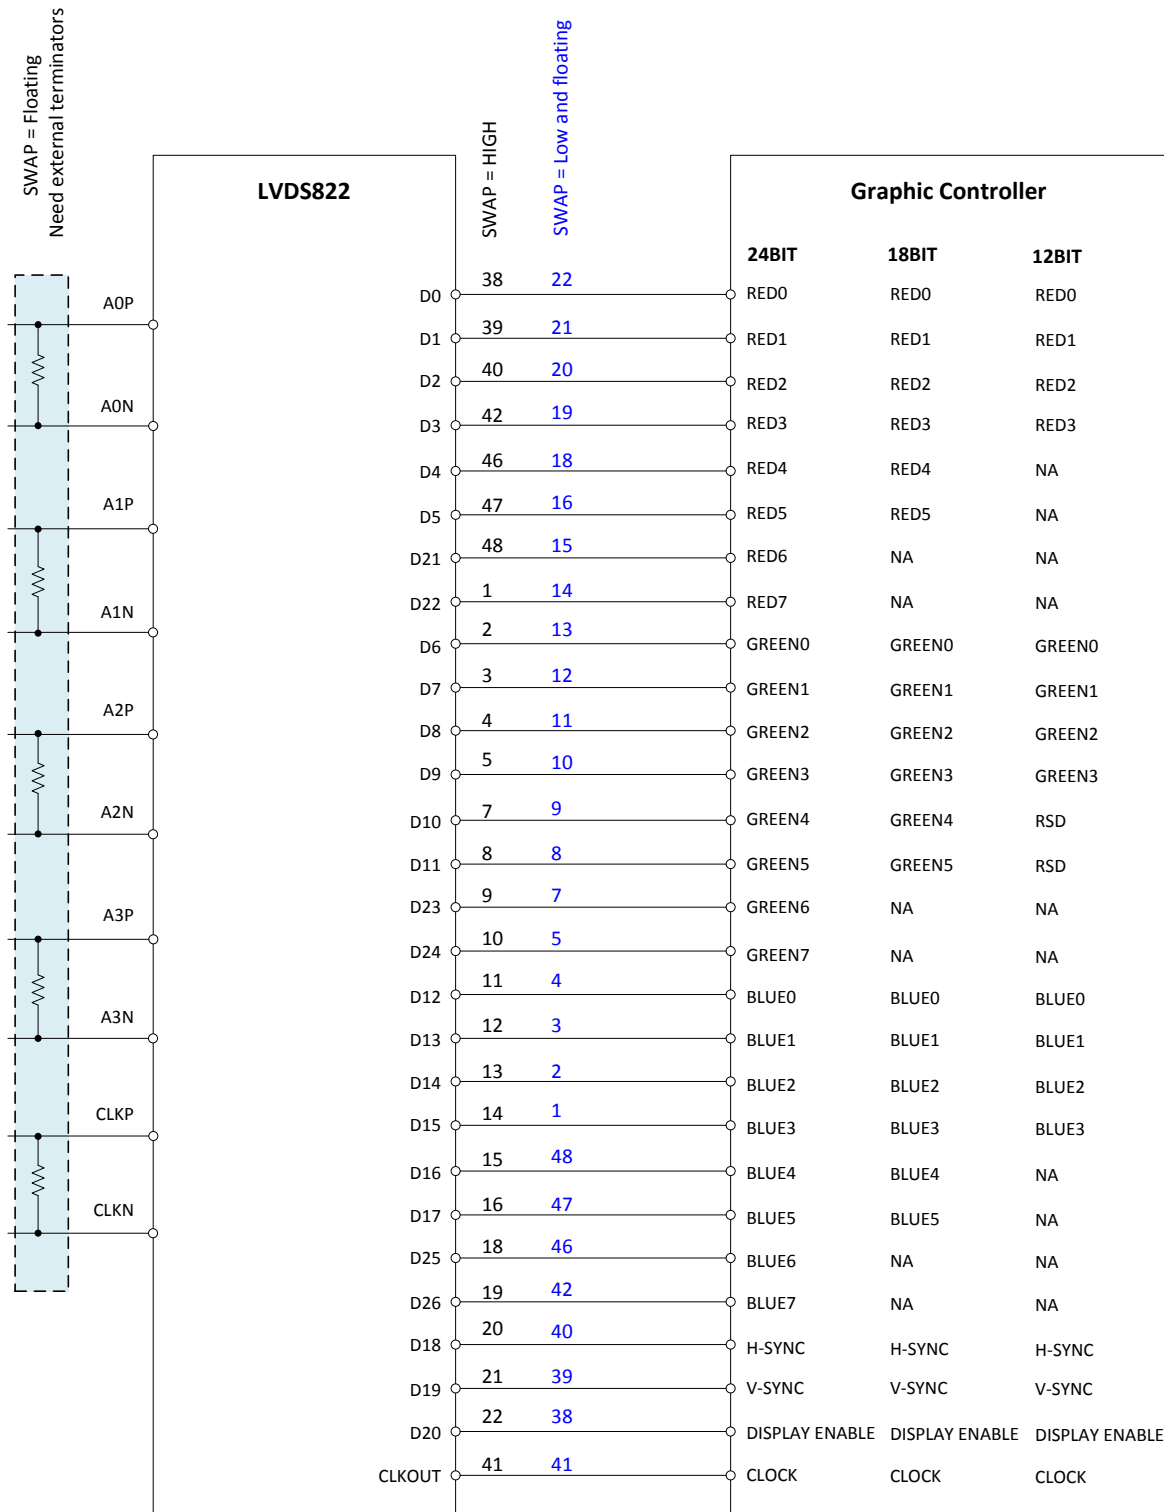 SWAP = Floating
Need external terminators
SWAP = HIGH
SWAP = Low and floating
LVDS822
Graphic Controller
24BIT 18BIT 12BIT
A0P
A0N
A1P
A1N
A2P
A2N
A3P
A3N
CLKP
CLKN
D0 38 22 RED0 RED0 RED0
D1 39 21 RED1 RED1 RED1
D2 40 20 RED2 RED2 RED2
D3 42 19 RED3 RED3 RED3
D4 46 18 RED4 RED4 NA
D5 47 16 RED5 RED5 NA
D21 48 15 RED6 NA NA
D22 1 14 RED7 NA NA
D6 2 13 GREEN0 GREEN0 GREEN0
D7 3 12 GREEN1 GREEN1 GREEN1
D8 4 11 GREEN2 GREEN2 GREEN2
D9 5 10 GREEN3 GREEN3 GREEN3
D10 7 9 GREEN4 GREEN4 RSD
D11 8 8 GREEN5 GREEN5 RSD
D23 9 7 GREEN6 NA NA
D24 10 5 GREEN7 NA NA
D12 11 4 BLUE0 BLUE0 BLUE0
D13 12 3 BLUE1 BLUE1 BLUE1
D14 13 2 BLUE2 BLUE2 BLUE2
D15 14 1 BLUE3 BLUE3 BLUE3
D16 15 48 BLUE4 BLUE4 NA
D17 16 47 BLUE5 BLUE5 NA
D25 18 46 BLUE6 NA NA
D26 19 42 BLUE7 NA NA
D18 20 40 H-SYNC H-SYNC H-SYNC
D19 21 39 V-SYNC V-SYNC V-SYNC
D20 22 38 DISPLAY ENABLE DISPLAY ENABLE DISPLAY ENABLE
CLKOUT 41 41 CLOCK CLOCK CLOCK